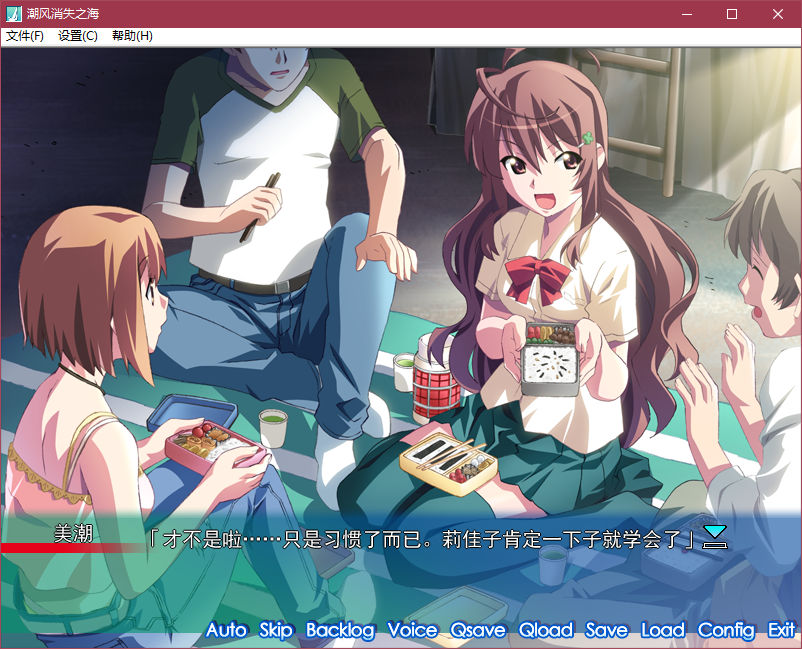 潮风消失之海
文件(F) 设置(C) 帮助(H)
美潮
「才不是啦……只是习惯了而已。莉佳子肯定一下子就学会了」
Auto Skip Backlog Voice Qsave Qload Save Load Config Exit